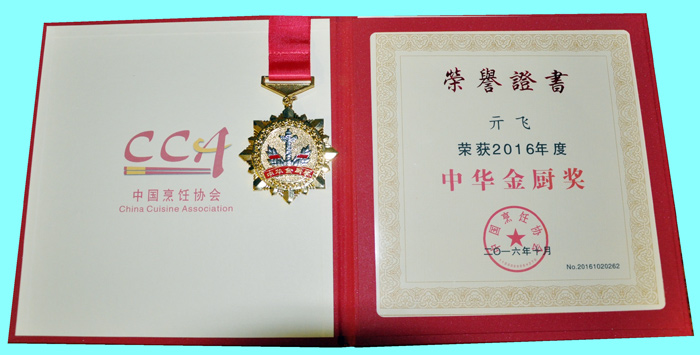 CCA
中国烹饪协会
China Cuisine Association
中华金厨奖
榮譽證書
亓飞
荣获2016年度
中华金厨奖
中国烹饪协会
二〇一六年十月
No.20161020262